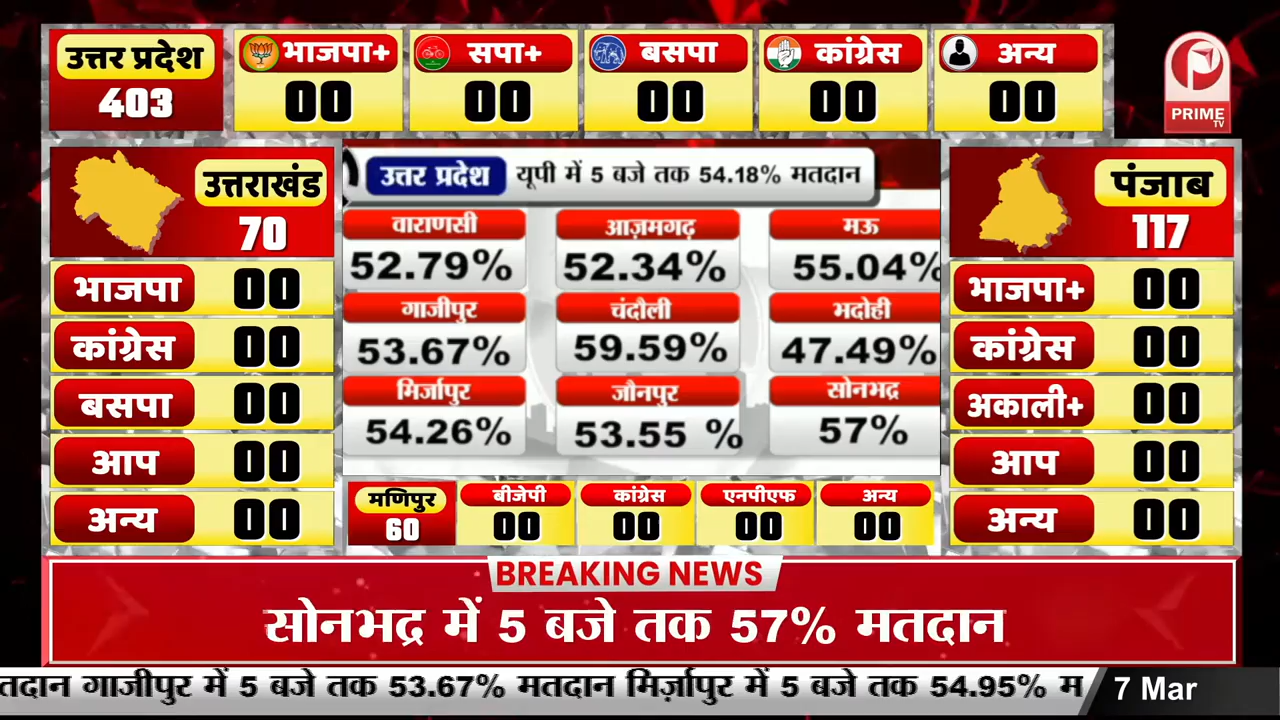 उत्तर प्रदेश
403
भाजपा+
00
सपा+
00
बसपा
00
कांग्रेस
00
अन्य
00
PRIME
TV
उत्तराखंड
70
भाजपा 00
कांग्रेस 00
बसपा 00
आप 00
अन्य 00
उत्तर प्रदेश यूपी में 5 बजे तक 54.18% मतदान
वाराणसी आज़मगढ़ मऊ
52.79% 52.34% 55.04%
गाजीपुर चंदौली भदोही
53.67% 59.59% 47.49%
मिर्जापुर जौनपुर सोनभद्र
54.26% 53.55 % 57%
मणिपुर
60
बीजेपी
00
कांग्रेस
00
एनपीएफ
00
अन्य
00
पंजाब
117
भाजपा+ 00
कांग्रेस 00
अकाली+ 00
आप 00
अन्य 00
BREAKING NEWS
सोनभद्र में 5 बजे तक 57% मतदान
तदान गाजीपुर में 5 बजे तक 53.67% मतदान मिर्ज़ापुर में 5 बजे तक 54.95% म
7 Mar